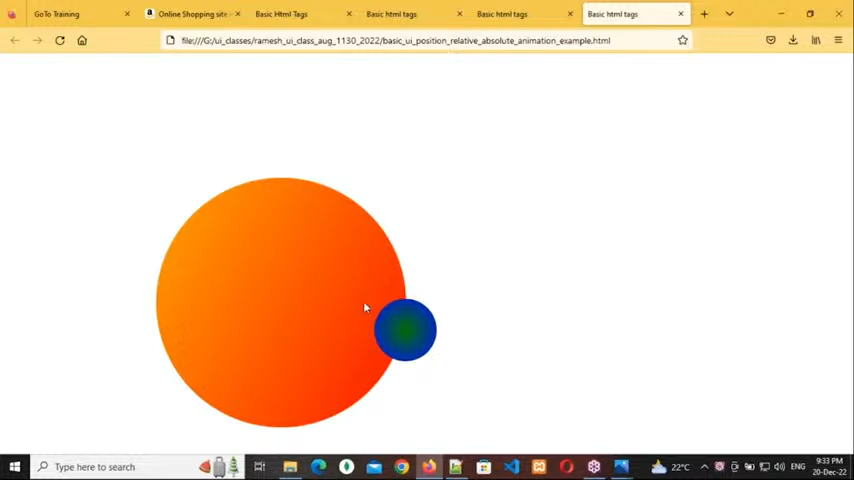 GoTo Training
Online Shopping site
Basic Html Tags
Basic html tags
Basic html tags
Basic html tags
file:///G:/ui_classes/ramesh_ui_class_aug_1130_2022/basic_ui_position_relative_absolute_animation_example.html
Type here to search
22°C
ENG
9:33 PM
20-Dec-22